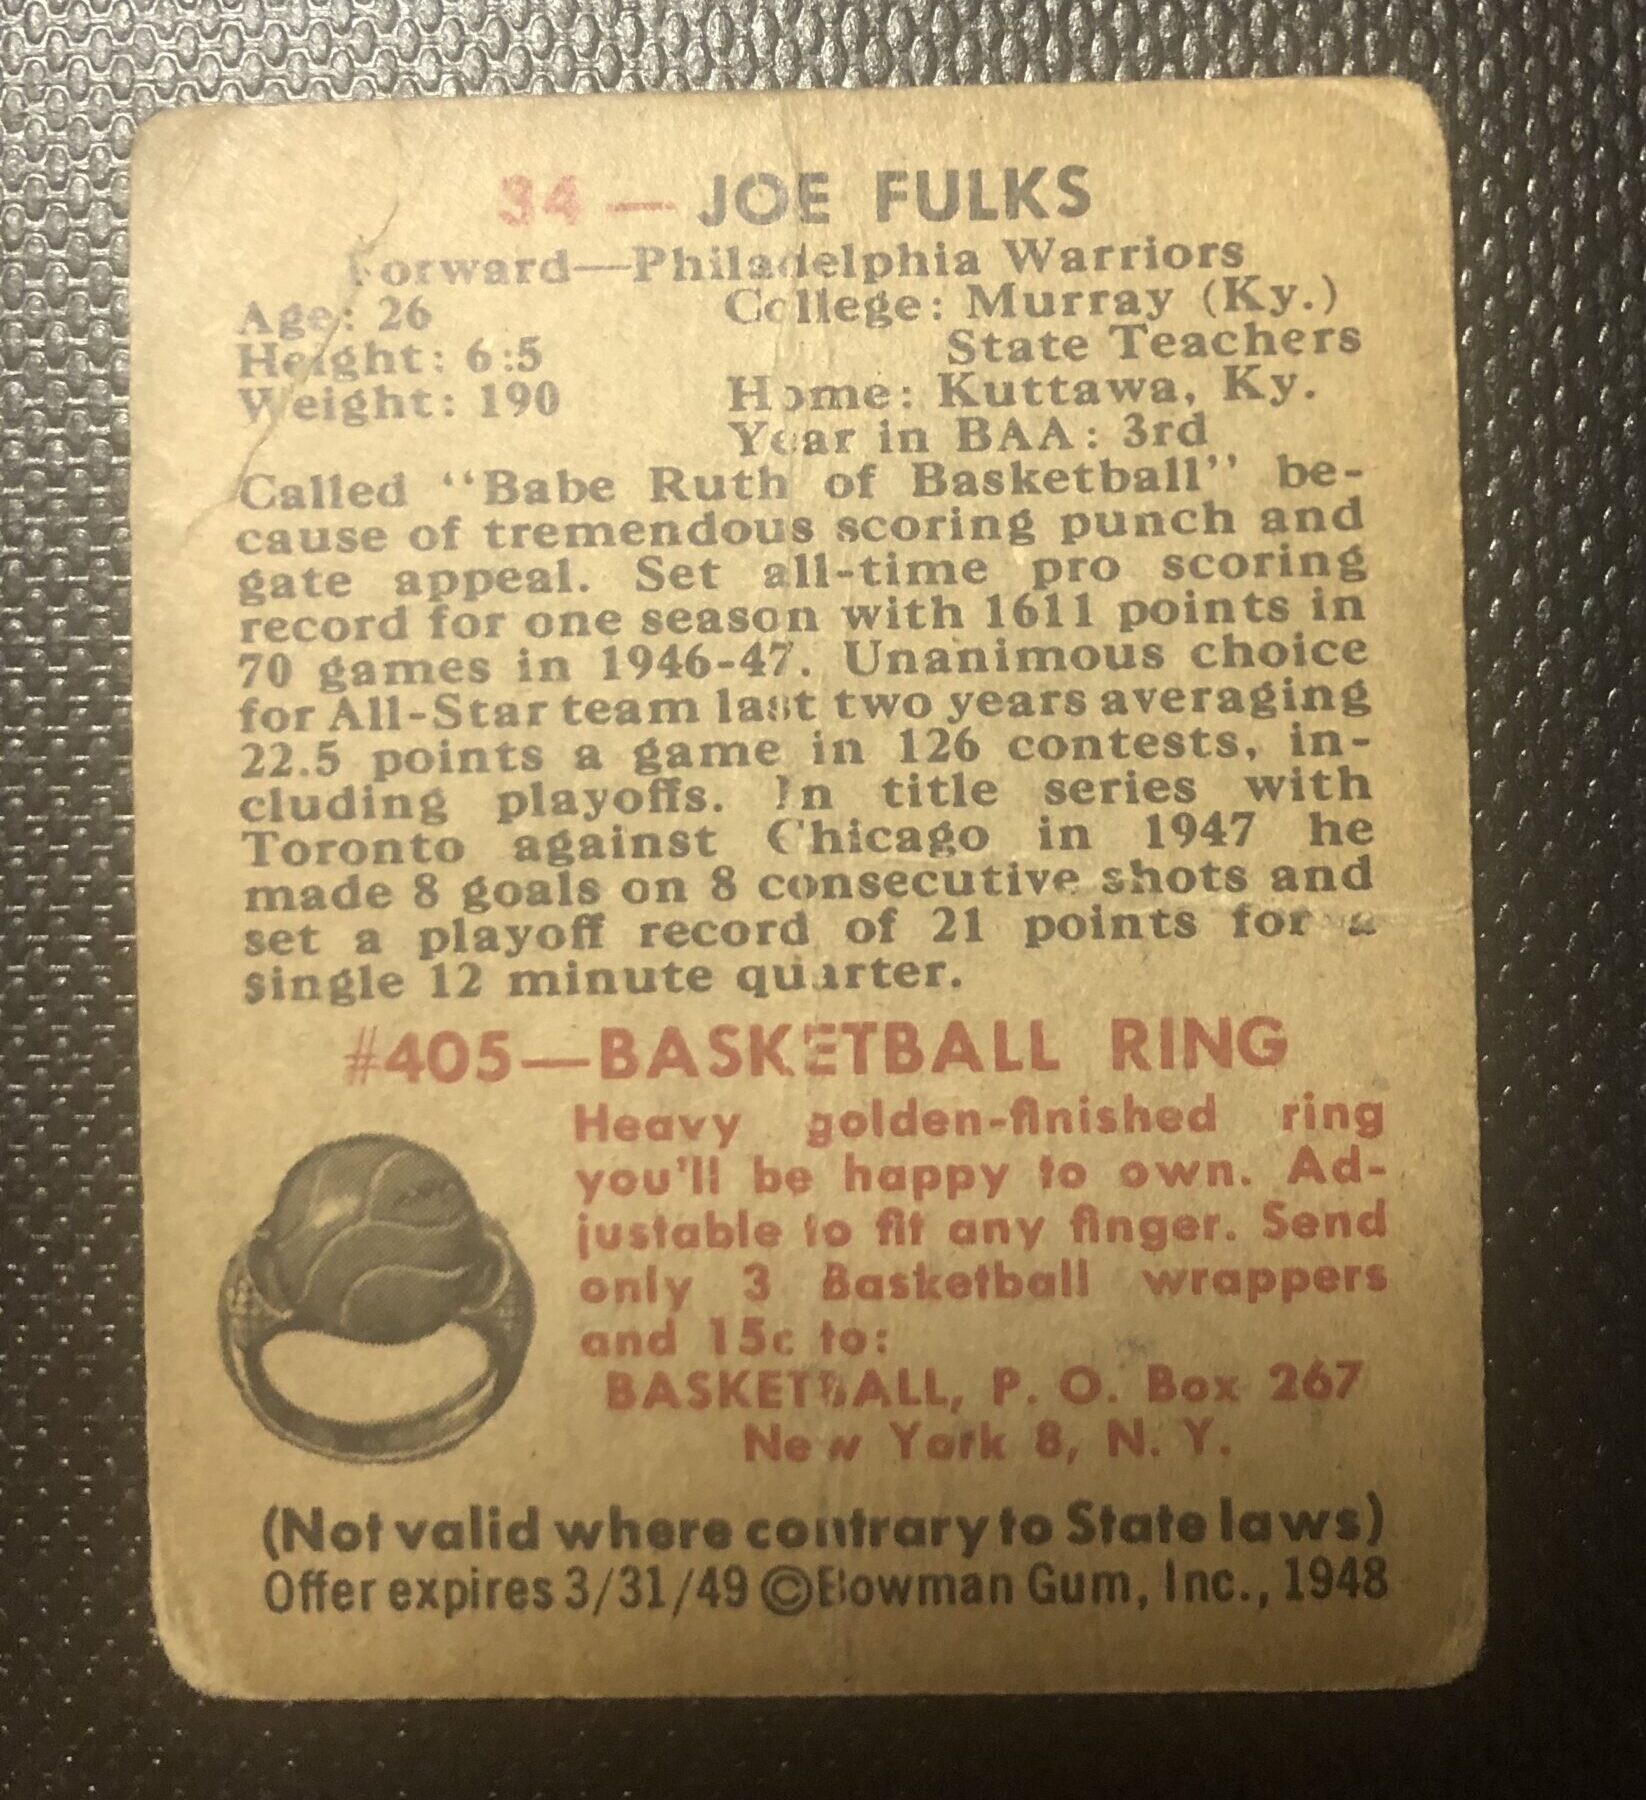 34 — JOE FULKS
Forward—Philadelphia Warriors
Age: 26
Height: 6:5
Weight: 190
College: Murray (Ky.)
State Teachers
Home: Kuttawa, Ky.
Year in BAA: 3rd
Called "Babe Ruth of Basketball" be-
cause of tremendous scoring punch and
gate appeal. Set all-time pro scoring
record for one season with 1611 points in
70 games in 1946-47. Unanimous choice
for All-Star team last two years averaging
22.5 points a game in 126 contests, in-
cluding playoffs. In title series with
Toronto against Chicago in 1947 he
made 8 goals on 8 consecutive shots and
set a playoff record of 21 points for a
single 12 minute quarter.
#405—BASKETBALL RING
Heavy golden-finished ring
you'll be happy to own. Ad-
justable to fit any finger. Send
only 3 Basketball wrappers
and 15c to:
BASKETBALL, P. O. Box 267
New York 8, N. Y.
(Not valid where contrary to State laws)
Offer expires 3/31/49 ©Bowman Gum, Inc., 1948